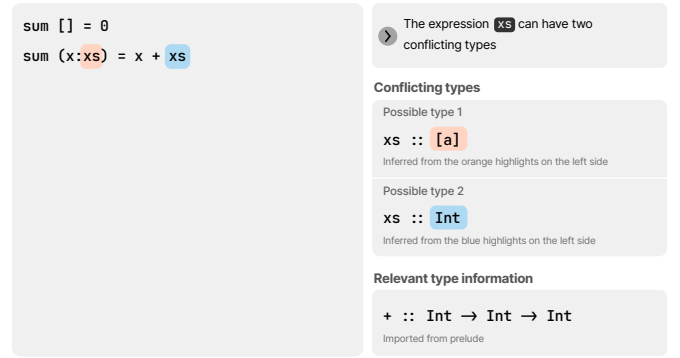 sum [] = 0
sum (x:xs) = x + xs
The expression xs can have two
conflicting types
Conflicting types
Possible type 1
xs :: [a]
Inferred from the orange highlights on the left side
Possible type 2
xs :: Int
Inferred from the blue highlights on the left side
Relevant type information
+ :: Int → Int → Int
Imported from prelude